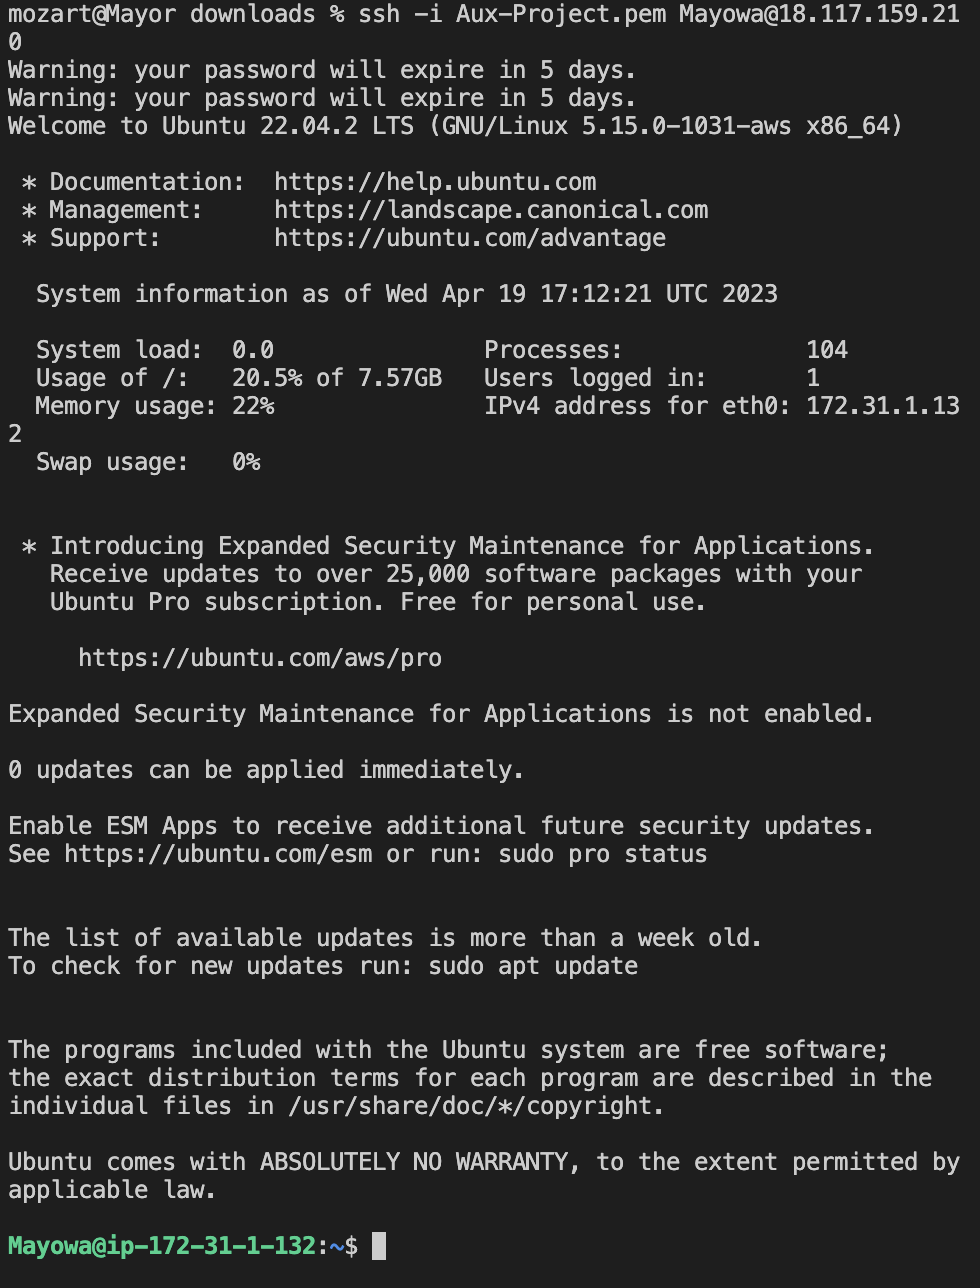 mozart@Mayor downloads % ssh -i Aux-Project.pem Mayowa@18.117.159.21
0
Warning: your password will expire in 5 days.
Warning: your password will expire in 5 days.
Welcome to Ubuntu 22.04.2 LTS (GNU/Linux 5.15.0-1031-aws x86_64)

 * Documentation:  https://help.ubuntu.com
 * Management:     https://landscape.canonical.com
 * Support:        https://ubuntu.com/advantage

  System information as of Wed Apr 19 17:12:21 UTC 2023

  System load:  0.0               Processes:             104
  Usage of /:   20.5% of 7.57GB   Users logged in:       1
  Memory usage: 22%               IPv4 address for eth0: 172.31.1.13
2
  Swap usage:   0%


 * Introducing Expanded Security Maintenance for Applications.
   Receive updates to over 25,000 software packages with your
   Ubuntu Pro subscription. Free for personal use.

     https://ubuntu.com/aws/pro

Expanded Security Maintenance for Applications is not enabled.

0 updates can be applied immediately.

Enable ESM Apps to receive additional future security updates.
See https://ubuntu.com/esm or run: sudo pro status


The list of available updates is more than a week old.
To check for new updates run: sudo apt update


The programs included with the Ubuntu system are free software;
the exact distribution terms for each program are described in the
individual files in /usr/share/doc/*/copyright.

Ubuntu comes with ABSOLUTELY NO WARRANTY, to the extent permitted by
applicable law.

Mayowa@ip-172-31-1-132:~$